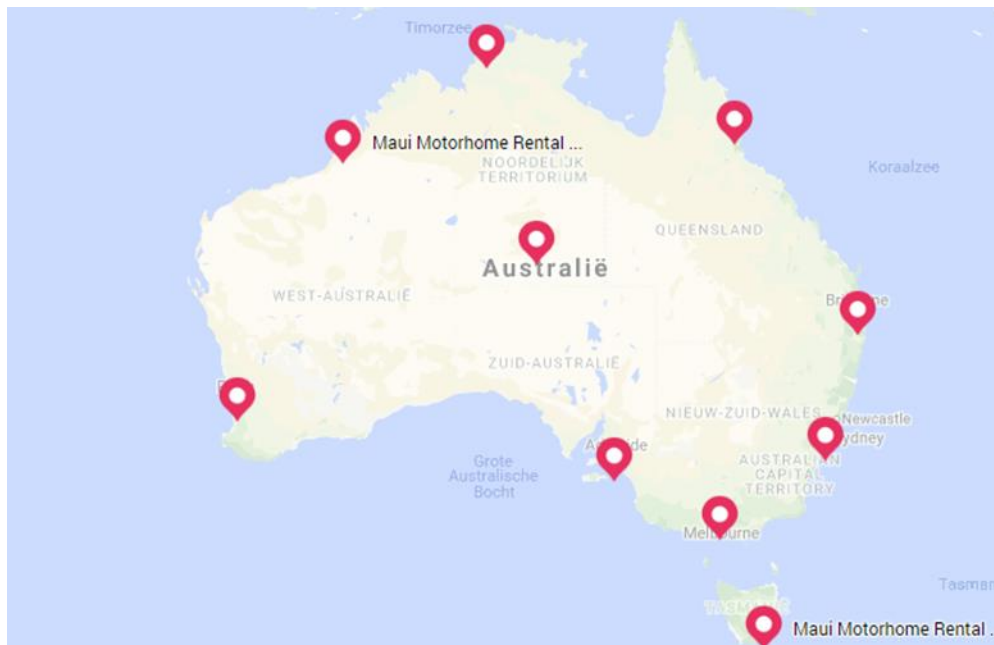 Timorzee
Maui Motorhome Rental ...
NOORDELIJK
TERRITORIUM
Koraalzee
QUEENSLAND
Australië
WEST-AUSTRALIË
ZUID-AUSTRALIË
NIEUW-ZUID-WALES
Newcastle
Grote
Australische
Bocht
AUSTRALIAN
CAPITAL
TERRITORY
Maui Motorhome Rental .